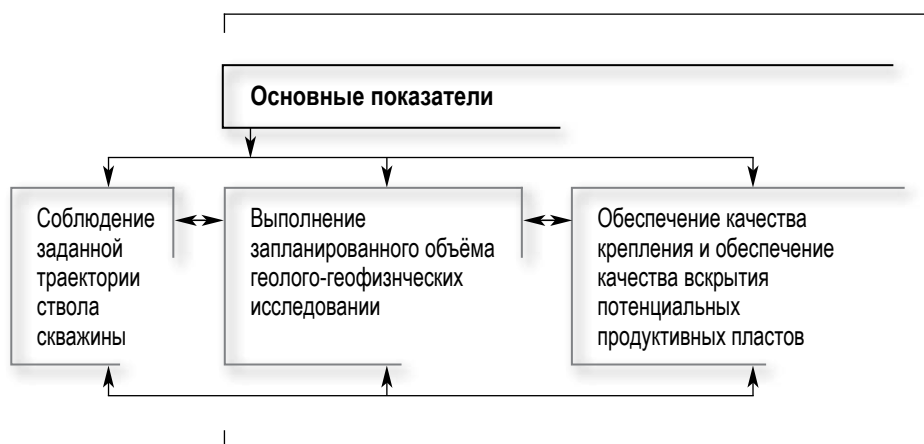 Основные показатели
Соблюдение
заданной
траектории
ствола
скважины
Выполнение
запланированного объёма
геолого-геофизнческих
исследовании
Обеспечение качества
крепления и обеспечение
качества вскрытия
потенциальных
продуктивных пластов